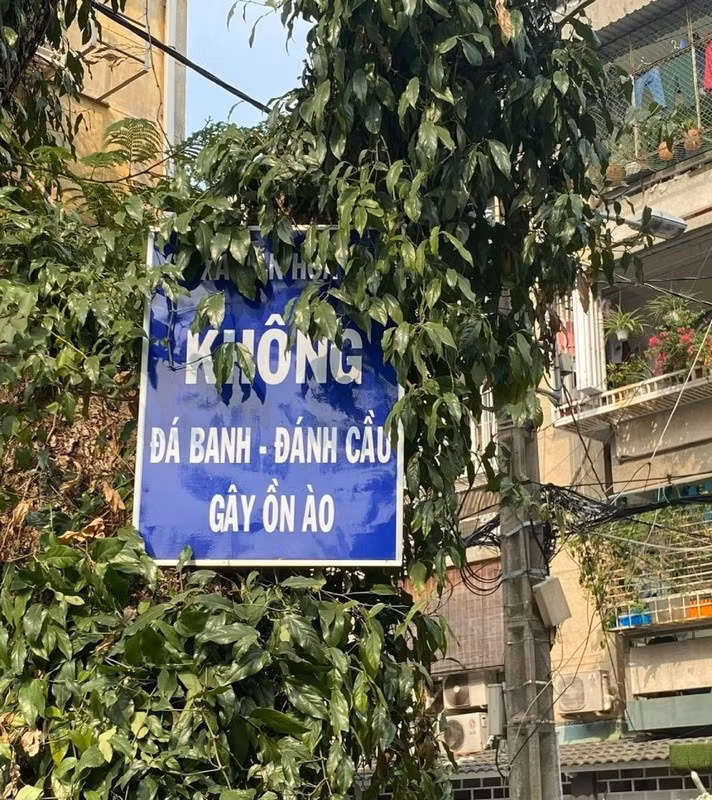 KHÔNG
ĐÁ BANH - ĐÁNH CẦU
GÂY ỒN ÀO